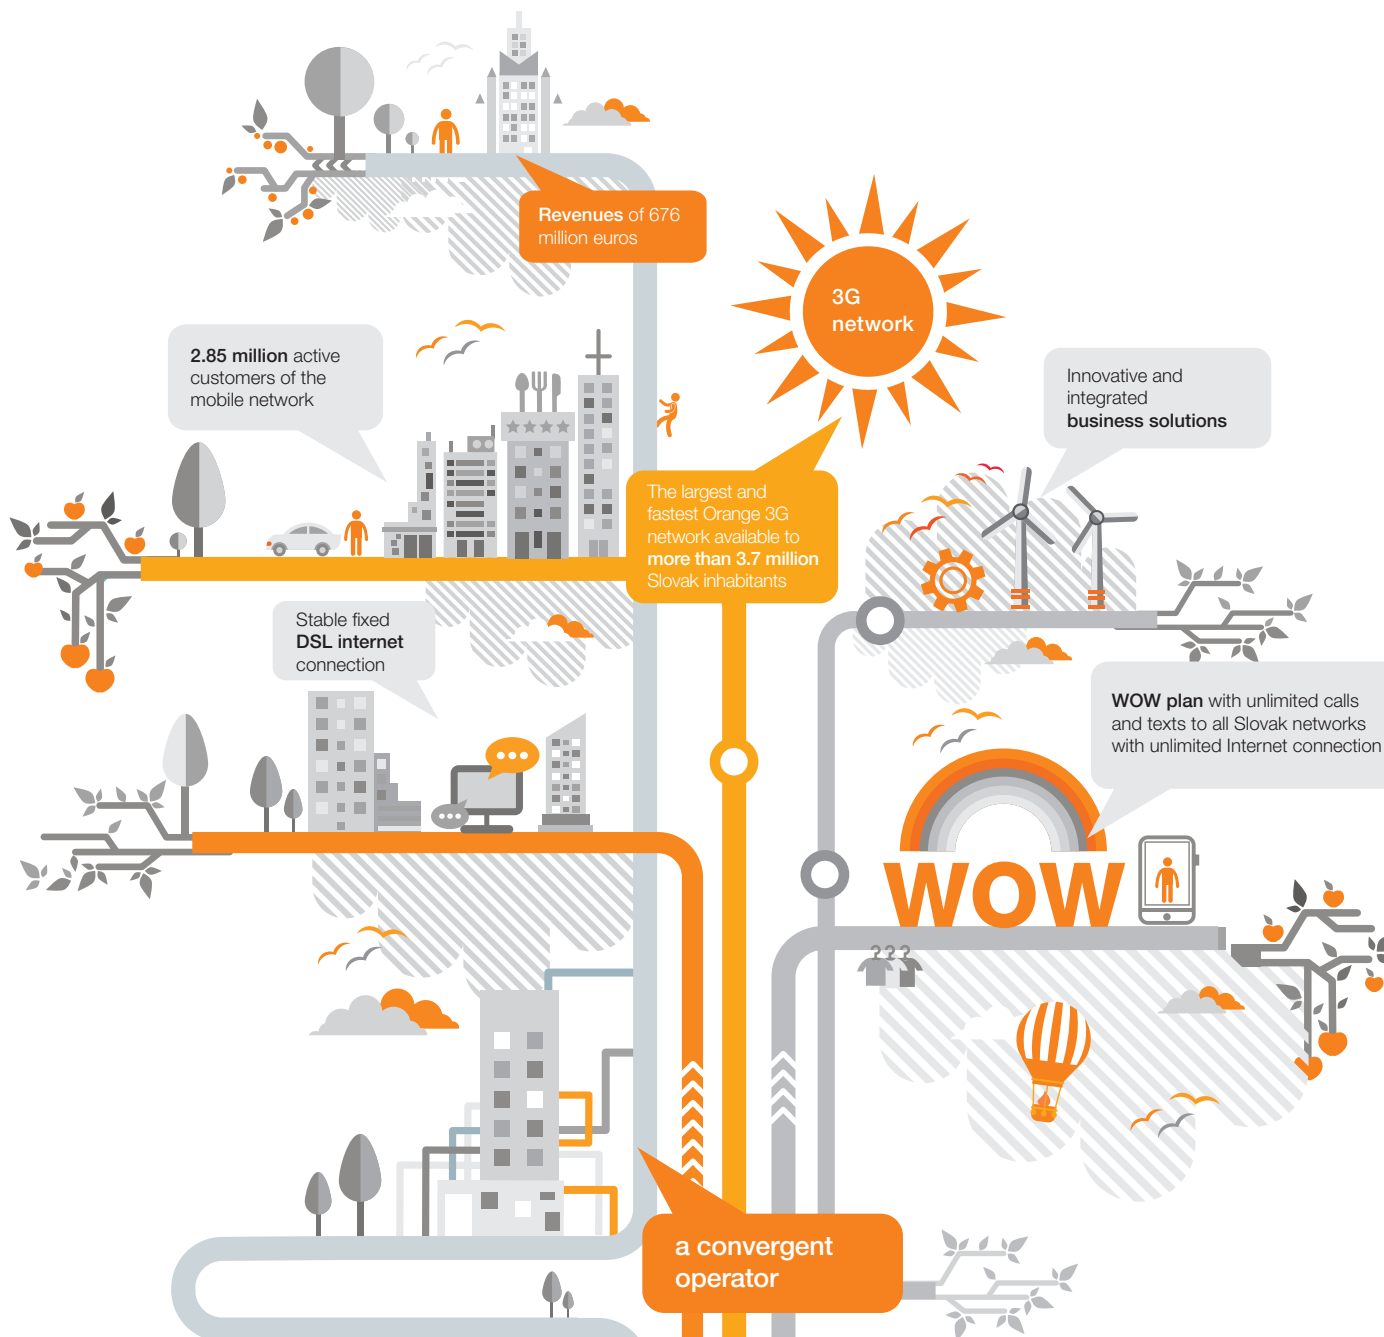 Revenues of 676
million euros
3G
network
2.85 million active
customers of the
mobile network
Innovative and
integrated
business solutions
The largest and
fastest Orange 3G
network available to
more than 3.7 million
Slovak inhabitants
Stable fixed
DSL internet
connection
WOW plan with unlimited calls
and texts to all Slovak networks
with unlimited Internet connection
WOW
a convergent
operator